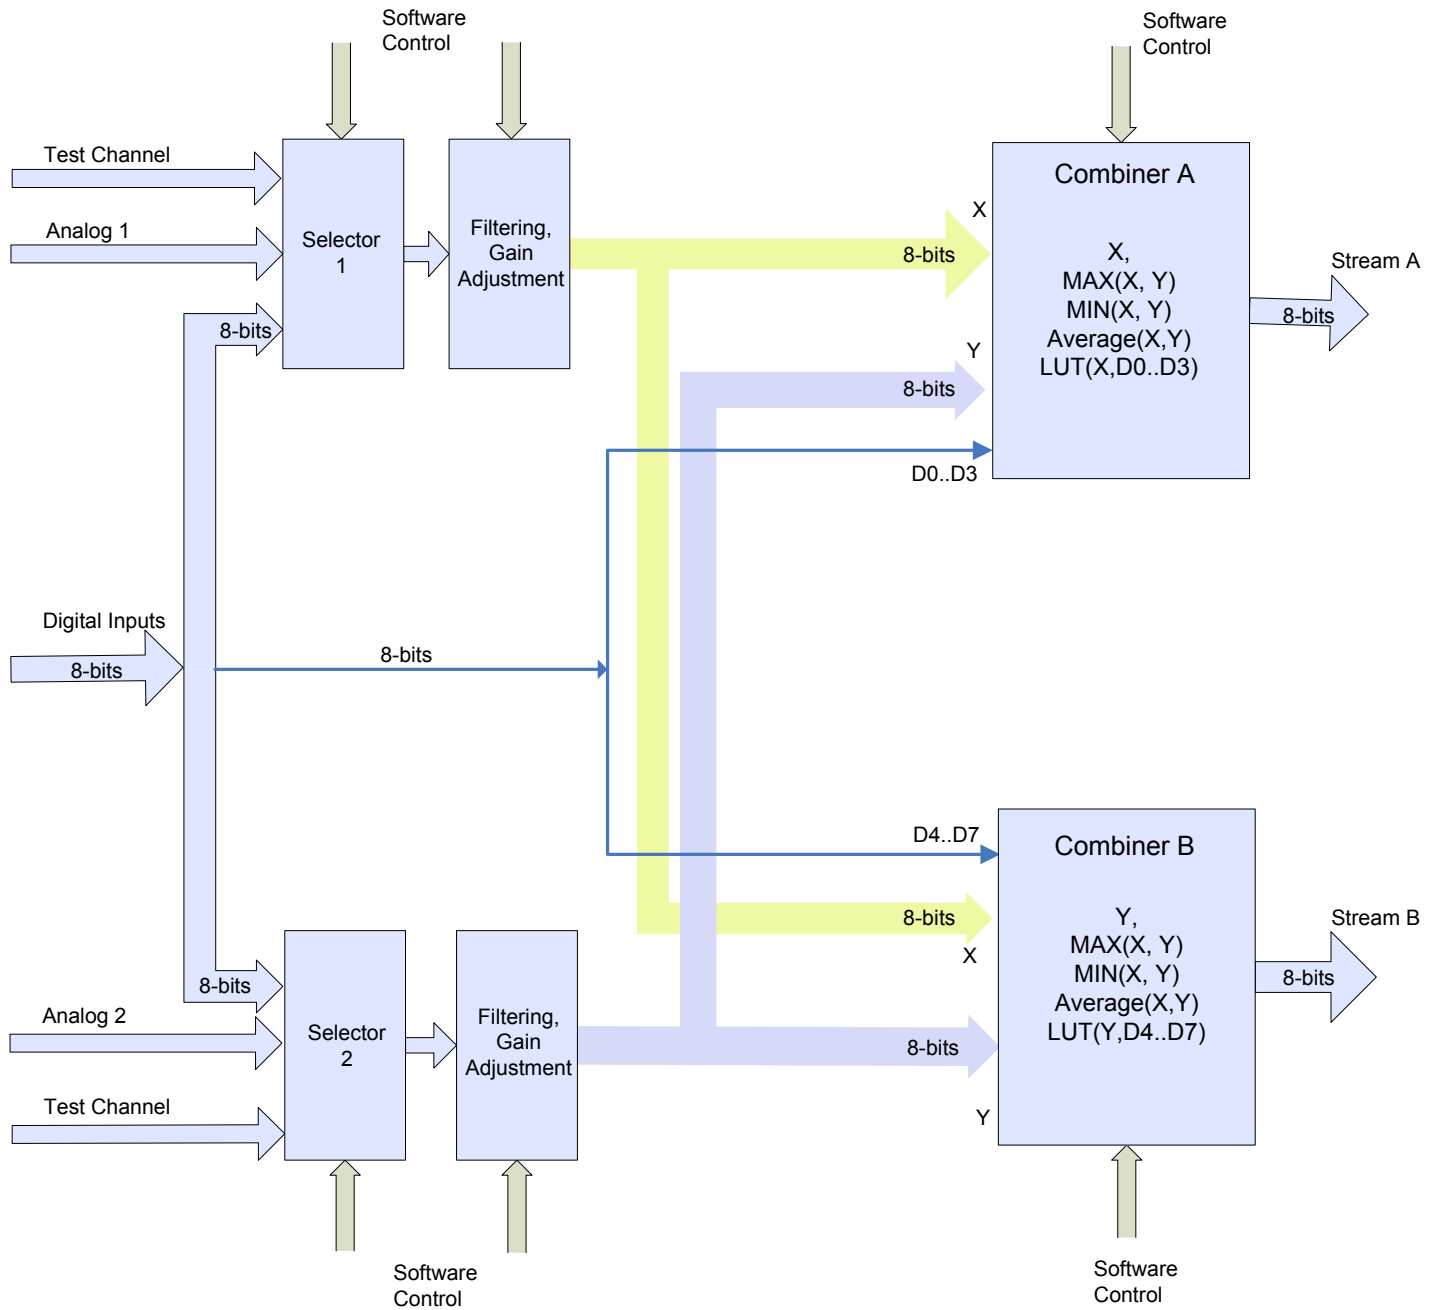 Software
Control
Software
Control
Test Channel
Combiner A
X
Analog 1
Selector
1
Filtering,
Gain
Adjustment
8-bits
X,
MAX(X, Y)
MIN(X, Y)
Average(X,Y)
LUT(X,D0..D3)
Stream A
8-bits
8-bits
Y
8-bits
D0..D3
Digital Inputs
8-bits
8-bits
D4..D7
Combiner B
8-bits
X
Y,
MAX(X, Y)
MIN(X, Y)
Average(X,Y)
LUT(Y,D4..D7)
Stream B
8-bits
8-bits
Analog 2
Selector
2
Filtering,
Gain
Adjustment
8-bits
Test Channel
Y
Software
Control
Software
Control